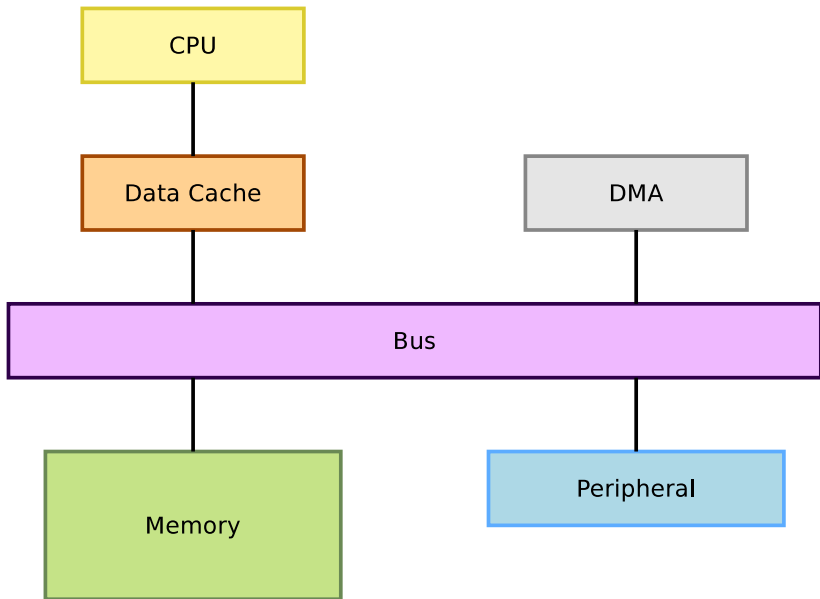 CPU
Data Cache
DMA
Bus
Memory
Peripheral